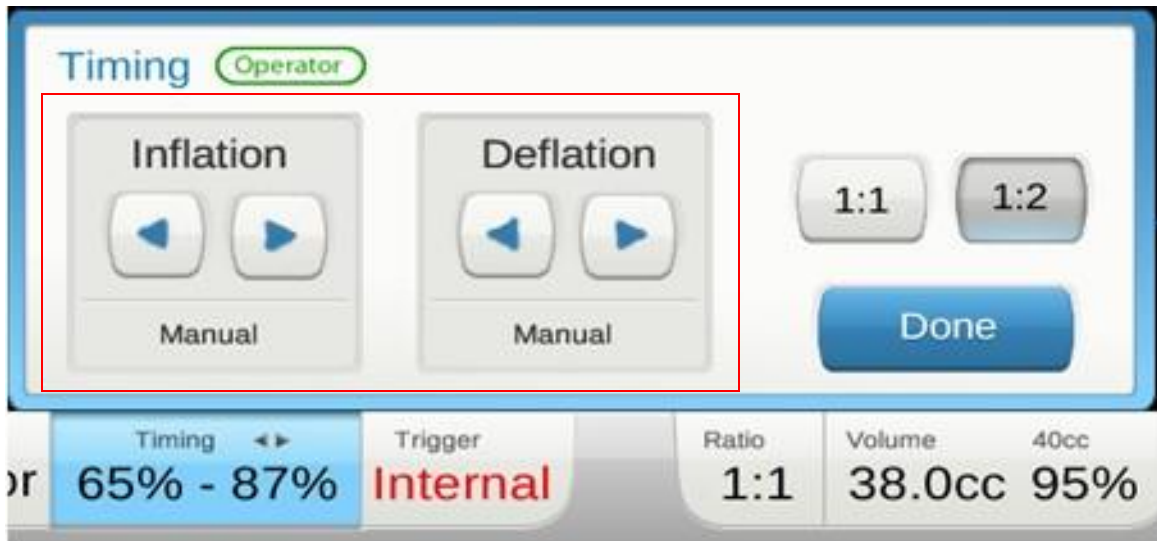 Timing Operator
Inflation
Deflation
Manual
Manual
1:1 1:2
Done
or
Timing
65% - 87%
Trigger
Internal
Ratio
1:1
Volume 40cc
38.0cc 95%